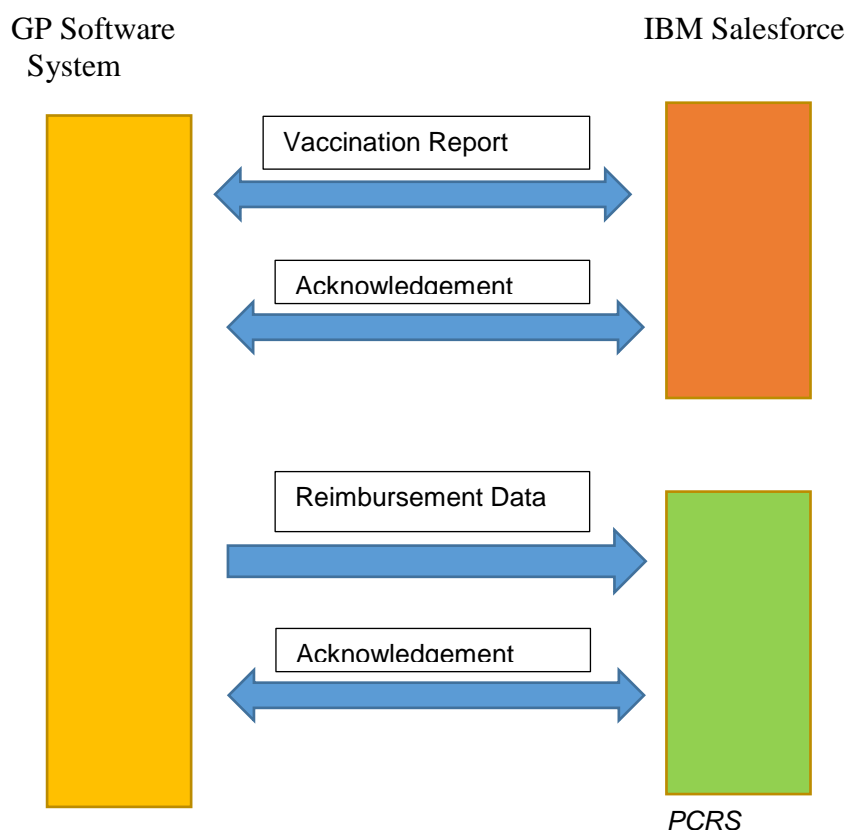 GP Software
System
IBM Salesforce
Vaccination Report
Acknowledgement
Reimbursement Data
Acknowledgement
PCRS